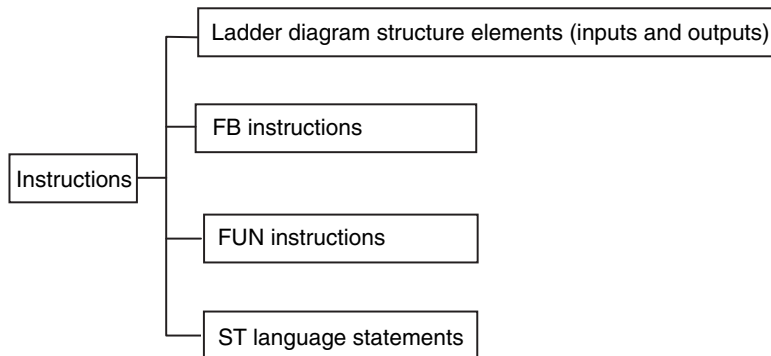 Ladder diagram structure elements (inputs and outputs)
FB instructions
Instructions
FUN instructions
ST language statements